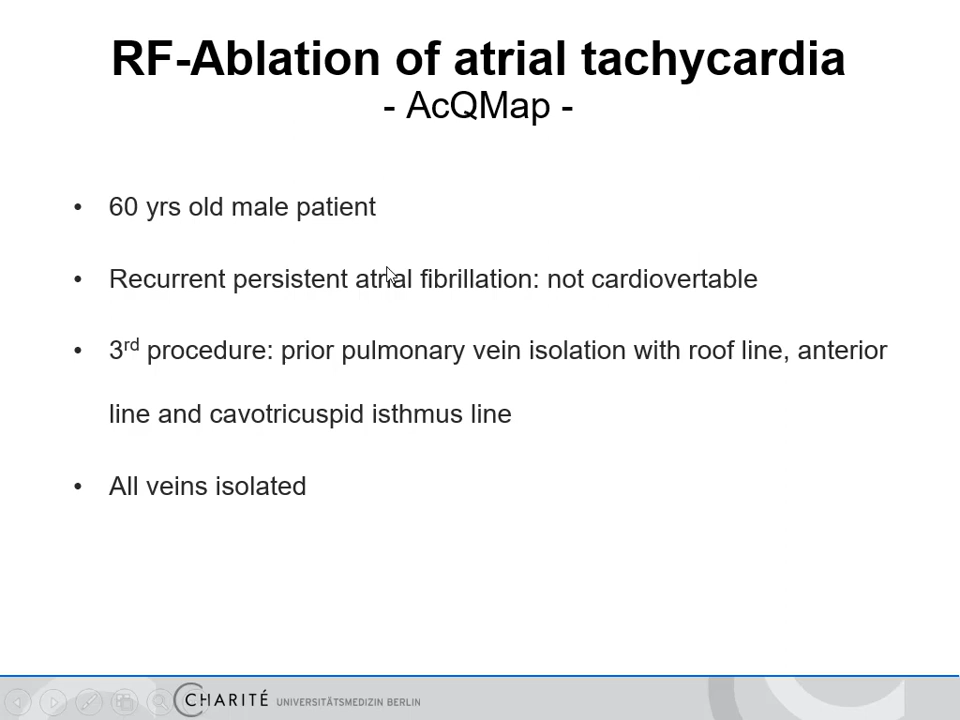 RF-Ablation of atrial tachycardia
- AcQMap -
• 60 yrs old male patient
• Recurrent persistent atrial fibrillation: not cardiovertable
• 3rd procedure: prior pulmonary vein isolation with roof line, anterior
line and cavotricuspid isthmus line
• All veins isolated
CHARITÉ UNIVERSITÄTSMEDIZIN BERLIN